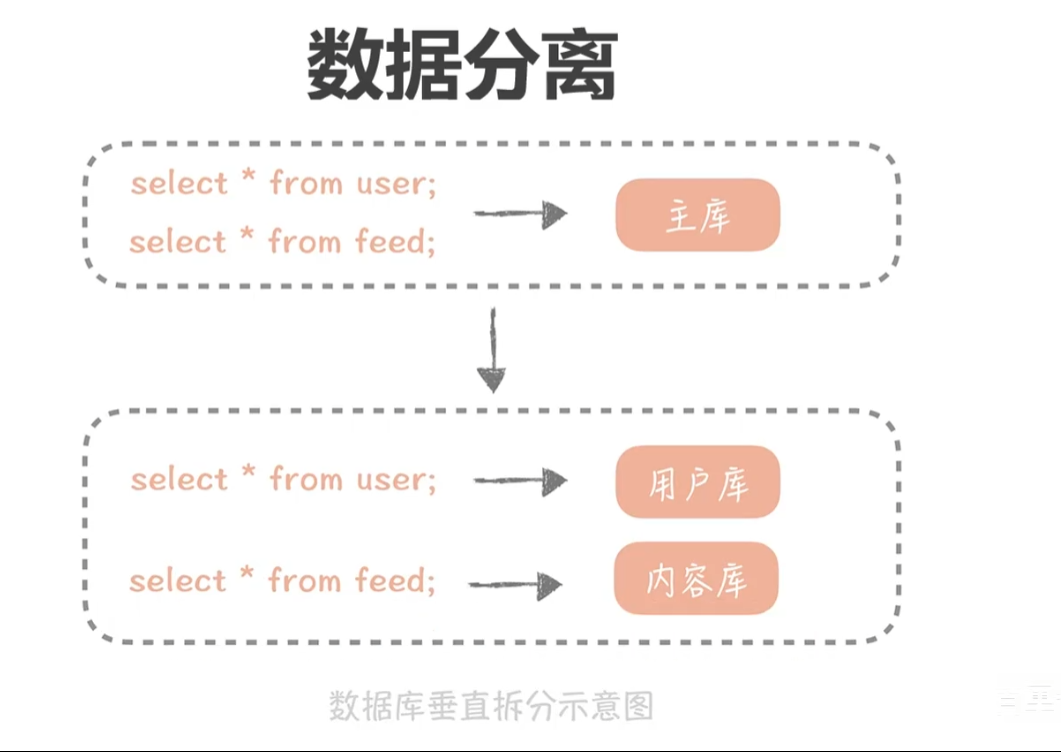 数据分离
select * from user;
select * from feed;
主库
select * from user;
用户库
select * from feed;
内容库
数据库垂直拆分示意图